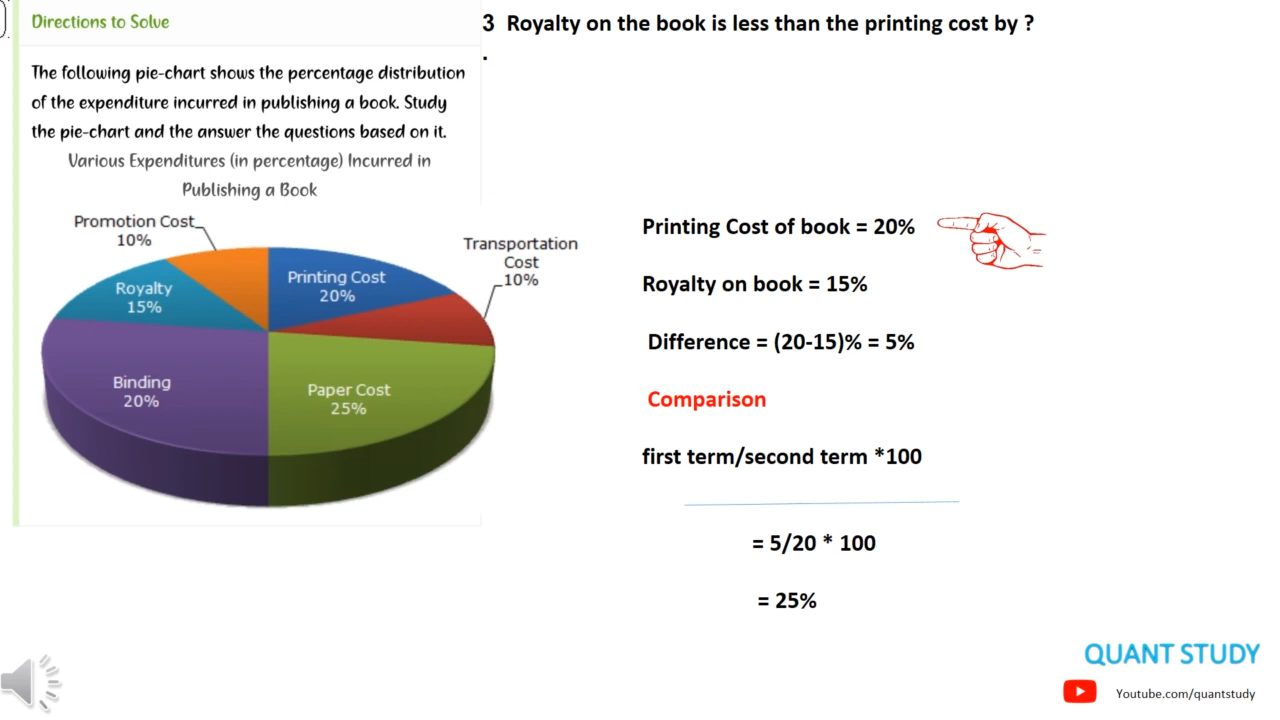 Directions to Solve
The following pie-chart shows the percentage distribution
of the expenditure incurred in publishing a book. Study
the pie-chart and the answer the questions based on it.
Various Expenditures (in percentage) Incurred in
Publishing a Book
Promotion Cost
10%
Transportation
Cost
10%
Printing Cost
20%
Royalty
15%
Binding
20%
Paper Cost
25%
3 Royalty on the book is less than the printing cost by ?
.
Printing Cost of book = 20%
Royalty on book = 15%
Difference = (20-15)% = 5%
Comparison
first term/second term *100
= 5/20 * 100
= 25%
QUANT STUDY
Youtube.com/quantstudy